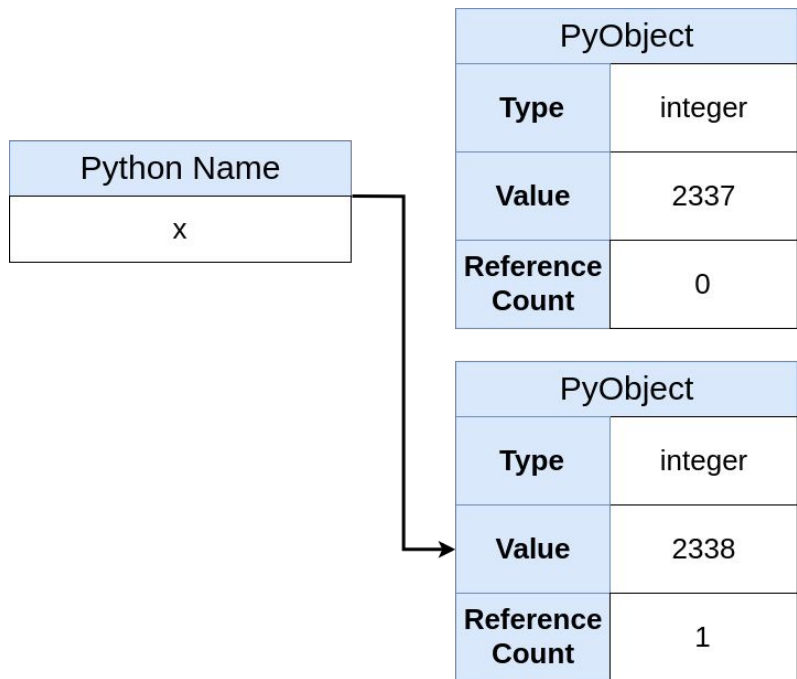 Python Name
x
PyObject
Type
integer
Value
2337
Reference
Count
0
PyObject
Type
integer
Value
2338
Reference
Count
1